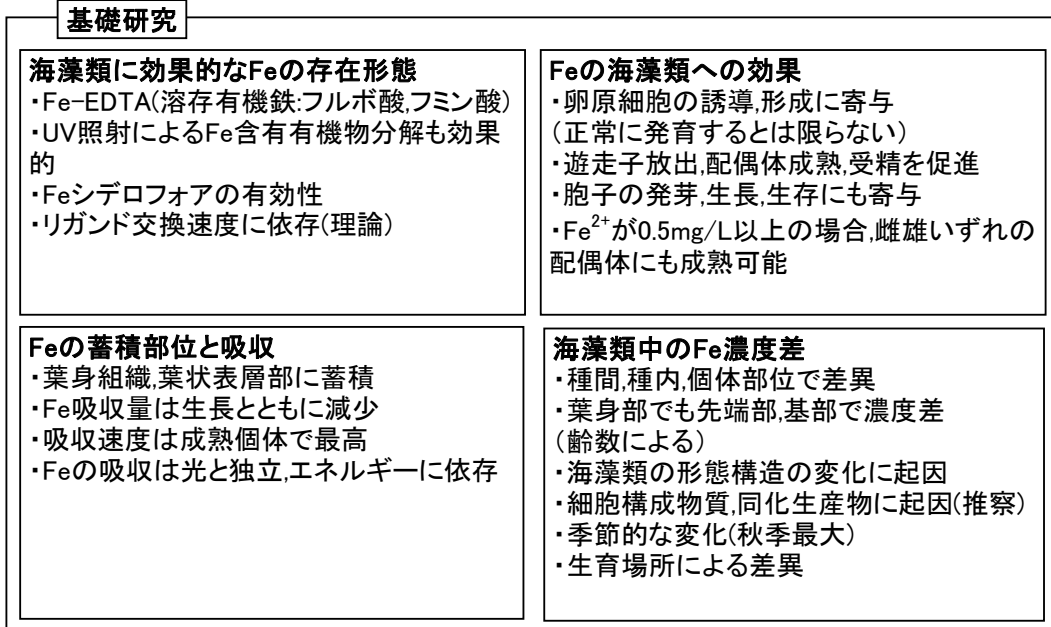 基礎研究
海藻類に効果的なFeの存在形態
・Fe-EDTA(溶存有機鉄:フルボ酸,フミン酸)
・UV照射によるFe含有有機物分解も効果
的
・Feシデロフォアの有効性
・リガンド交換速度に依存(理論)
Feの海藻類への効果
・卵原細胞の誘導,形成に寄与
(正常に発育するとは限らない)
・遊走子放出,配偶体成熟,受精を促進
・胞子の発芽,生長,生存にも寄与
・Fe²⁺が0.5mg/L以上の場合,雌雄いずれの
配偶体にも成熟可能
Feの蓄積部位と吸収
・葉身組織,葉状表層部に蓄積
・Fe吸収量は生長とともに減少
・吸収速度は成熟個体で最高
・Feの吸収は光と独立,エネルギーに依存
海藻類中のFe濃度差
・種間,種内,個体部位で差異
・葉身部でも先端部,基部で濃度差
(齢数による)
・海藻類の形態構造の変化に起因
・細胞構成物質,同化生産物に起因(推察)
・季節的な変化(秋季最大)
・生育場所による差異